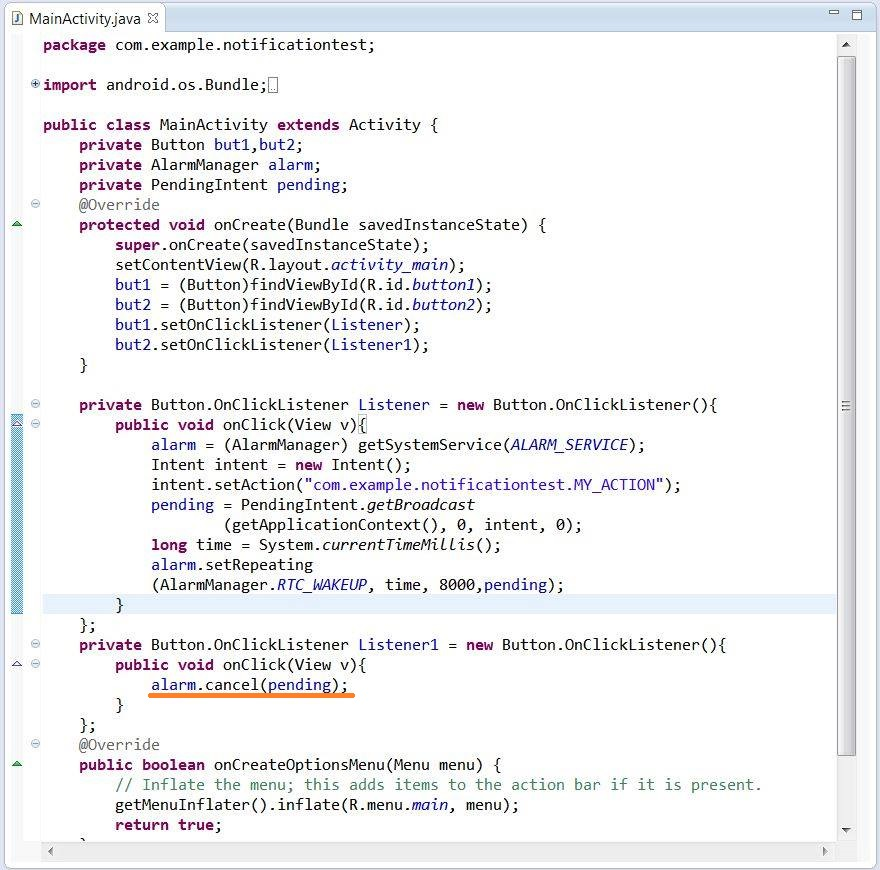 MainActivity.java
package com.example.notificationtest;
import android.os.Bundle;
public class MainActivity extends Activity {
private Button but1,but2;
private AlarmManager alarm;
private PendingIntent pending;
@Override
protected void onCreate(Bundle savedInstanceState) {
super.onCreate(savedInstanceState);
setContentView(R.layout.activity_main);
but1 = (Button)findViewById(R.id.button1);
but2 = (Button)findViewById(R.id.button2);
but1.setOnClickListener(Listener);
but2.setOnClickListener(Listener1);
}
private Button.OnClickListener Listener = new Button.OnClickListener(){
public void onClick(View v){
alarm = (AlarmManager) getSystemService(ALARM_SERVICE);
Intent intent = new Intent();
intent.setAction("com.example.notificationtest.MY_ACTION");
pending = PendingIntent.getBroadcast
(getApplicationContext(), 0, intent, 0);
long time = System.currentTimeMillis();
alarm.setRepeating
(AlarmManager.RTC_WAKEUP, time, 8000,pending);
}
};
private Button.OnClickListener Listener1 = new Button.OnClickListener(){
public void onClick(View v){
alarm.cancel(pending);
}
};
@Override
public boolean onCreateOptionsMenu(Menu menu) {
// Inflate the menu; this adds items to the action bar if it is present.
getMenuInflater().inflate(R.menu.main, menu);
return true;